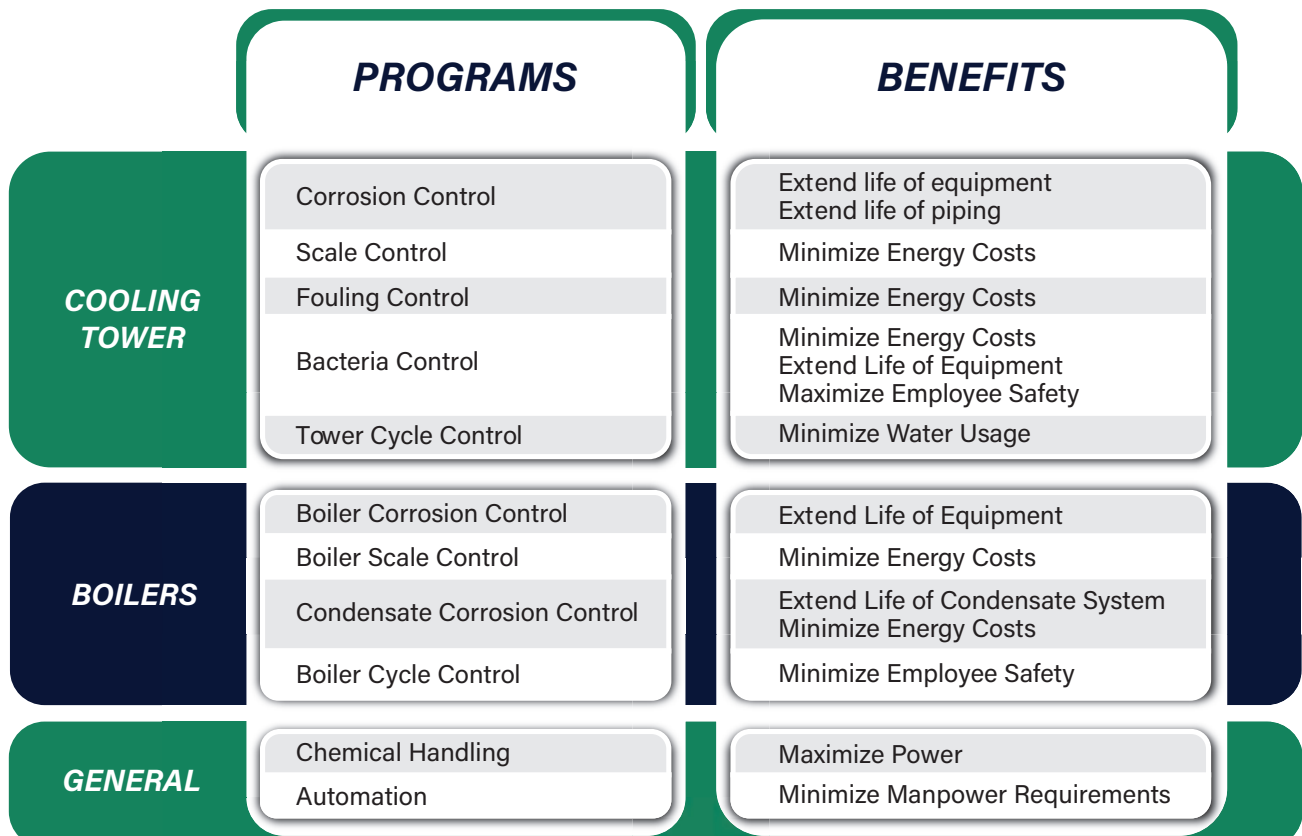 PROGRAMS
BENEFITS
COOLING
TOWER
Corrosion Control
Extend life of equipment
Extend life of piping
Scale Control
Minimize Energy Costs
Fouling Control
Minimize Energy Costs
Bacteria Control
Minimize Energy Costs
Extend Life of Equipment
Maximize Employee Safety
Tower Cycle Control
Minimize Water Usage
BOILERS
Boiler Corrosion Control
Extend Life of Equipment
Boiler Scale Control
Minimize Energy Costs
Condensate Corrosion Control
Extend Life of Condensate System
Minimize Energy Costs
Boiler Cycle Control
Minimize Employee Safety
GENERAL
Chemical Handling
Maximize Power
Automation
Minimize Manpower Requirements